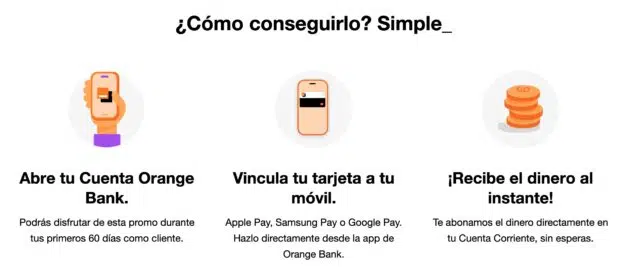 ¿Cómo conseguirlo? Simple_
Abre tu Cuenta Orange
Bank.
Podrás disfrutar de esta promo durante
tus primeros 60 días como cliente.
Vincula tu tarjeta a tu
móvil.
Apple Pay, Samsung Pay o Google Pay.
Hazlo directamente desde la app de
Orange Bank.
¡Recibe el dinero al
instante!
Te abonamos el dinero directamente en
tu Cuenta Corriente, sin esperas.